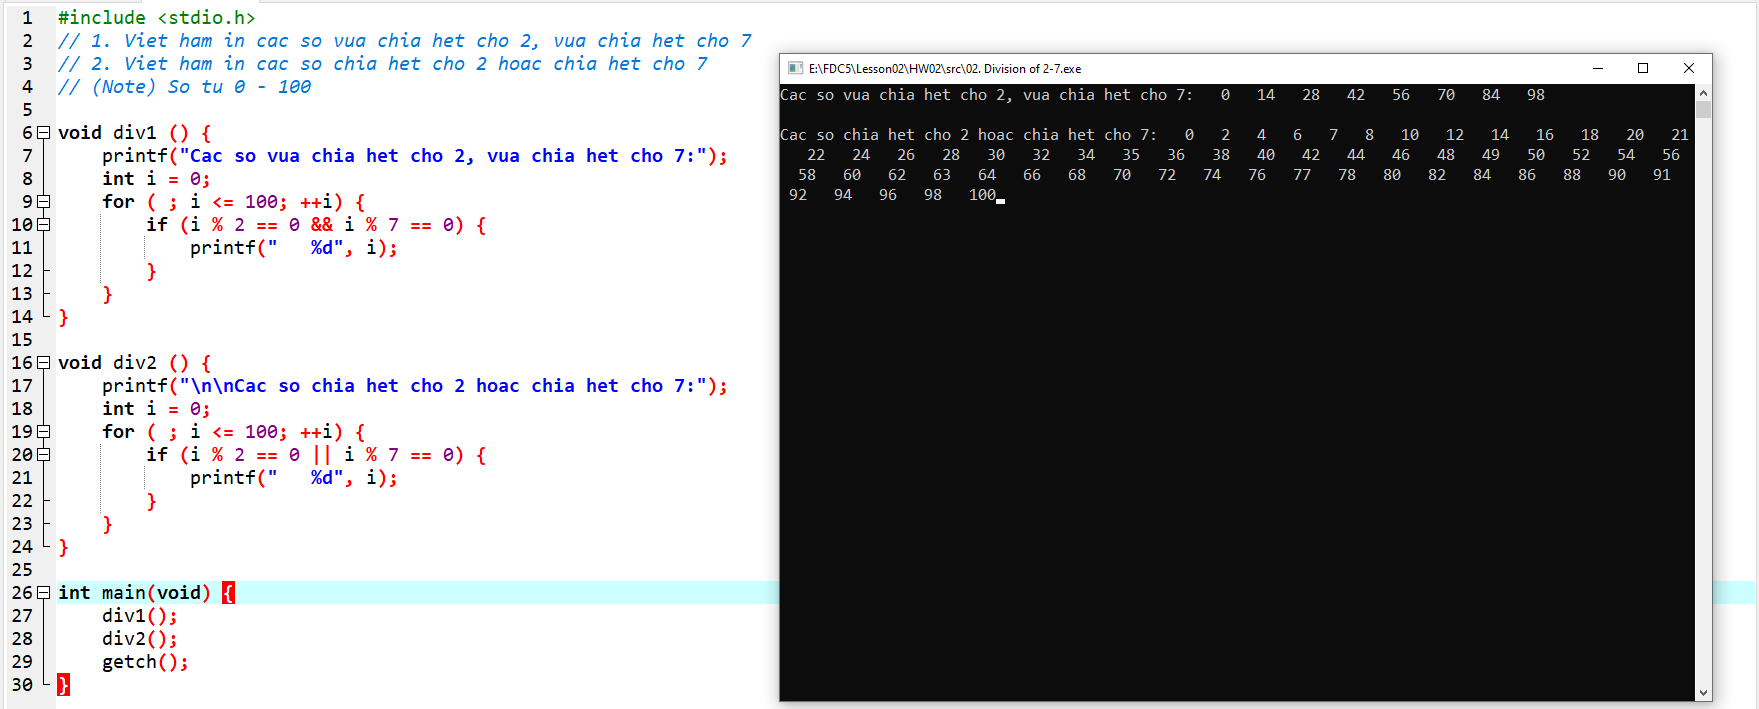 1 #include <stdio.h>
2 // 1. Viet ham in cac so vua chia het cho 2, vua chia het cho 7
3 // 2. Viet ham in cac so chia het cho 2 hoac chia het cho 7
4 // (Note) So tu 0 - 100
5
6 void div1 () {
7     printf("Cac so vua chia het cho 2, vua chia het cho 7:");
8     int i = 0;
9     for ( ; i <= 100; ++i) {
10         if (i % 2 == 0 && i % 7 == 0) {
11             printf("   %d", i);
12         }
13     }
14 }
15
16 void div2 () {
17     printf("\n\nCac so chia het cho 2 hoac chia het cho 7:");
18     int i = 0;
19     for ( ; i <= 100; ++i) {
20         if (i % 2 == 0 || i % 7 == 0) {
21             printf("   %d", i);
22         }
23     }
24 }
25
26 int main(void) {
27     div1();
28     div2();
29     getch();
30 }
E:\FDC5\Lesson02\HW02\src\02. Division of 2-7.exe
Cac so vua chia het cho 2, vua chia het cho 7:   0   14   28   42   56   70   84   98
Cac so chia het cho 2 hoac chia het cho 7:   0   2   4   6   7   8   10   12   14   16   18   20   21
22   24   26   28   30   32   34   35   36   38   40   42   44   46   48   49   50   52   54   56
58   60   62   63   64   66   68   70   72   74   76   77   78   80   82   84   86   88   90   91
92   94   96   98   100